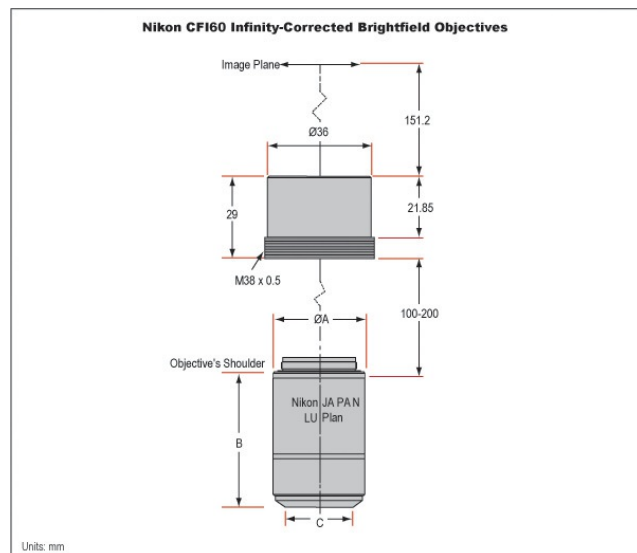 Nikon CFI60 Infinity-Corrected Brightfield Objectives
Image Plane
151.2
Ø36
29
21.85
M38 x 0.5
100-200
ØA
Objective's Shoulder
Nikon JAPAN
LU Plan
B
C
Units: mm